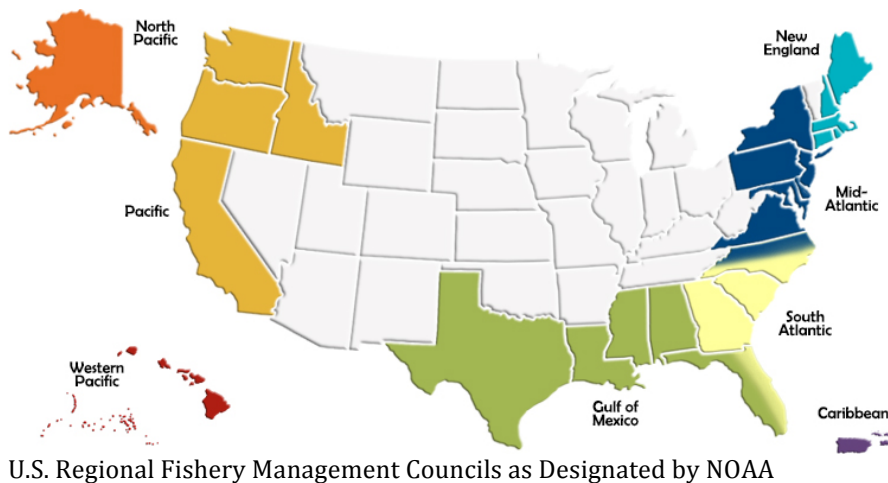 North
Pacific
New
England
Pacific
Mid-
Atlantic
South
Atlantic
Western
Pacific
Gulf of
Mexico
Caribbean
U.S. Regional Fishery Management Councils as Designated by NOAA